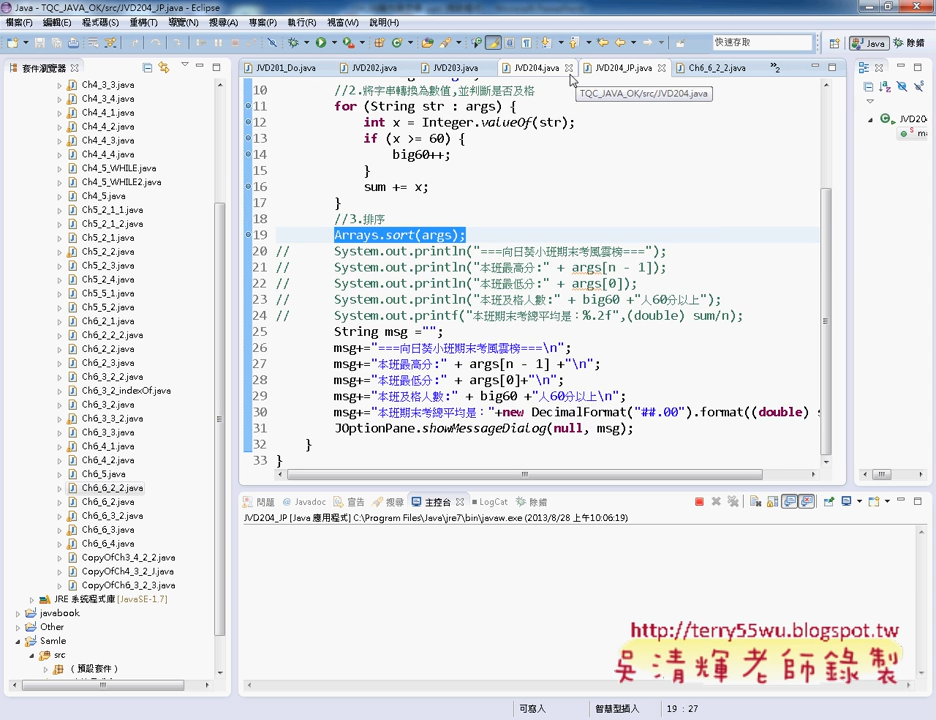 Java - TQC_JAVA_OK/src/JVD204_JP.java - Eclipse
檔案(F) 編輯(E) 程式碼(S) 重構(T) 導覽(N) 搜尋(A) 專案(P) 執行(R) 視窗(W) 說明(H)
快速存取
Java
除錯
套件瀏覽器
JVD201_Do.java
JVD202.java
JVD203.java
JVD204.java
JVD204_JP.java
Ch6_6_2_2.java
»2
TQC_JAVA_OK/src/JVD204.java
Ch4_3_3.java
Ch4_4_1.java
Ch4_4_2.java
Ch4_4_3.java
Ch4_4_4.java
Ch4_5_WHILE.java
Ch4_5_WHILE2.java
Ch4_5.java
Ch5_2_1_1.java
Ch5_2_1_2.java
Ch5_2_1.java
Ch5_2_2.java
Ch5_2_3.java
Ch5_2_4.java
Ch5_5_1.java
Ch5_5_2.java
Ch6_2_1.java
Ch6_2_2_2.java
Ch6_2_2.java
Ch6_2_3.java
Ch6_3_2_2.java
Ch6_3_2_indexOf.java
Ch6_3_2.java
Ch6_3_3_2.java
Ch6_3_3.java
Ch6_4_1.java
Ch6_4_2.java
Ch6_5.java
Ch6_6_2_2.java
Ch6_6_2.java
Ch6_6_3_2.java
Ch6_6_3.java
Ch6_6_4.java
CopyOfCh3_4_2_2.java
CopyOfCh4_3_2_J.java
CopyOfCh6_3_2_3.java
JRE 系統程式庫 [JavaSE-1.7]
javabook
Other
Samle
src
(預設套件)
10 //2.將字串轉換為數值,並判斷是否及格
11 for (String str : args) {
12 int x = Integer.valueOf(str);
13 if (x >= 60) {
14 big60++;
15 }
16 sum += x;
17 }
18 //3.排序
19 Arrays.sort(args);
20 // System.out.println("===向日葵小班期末考風雲榜===");
21 // System.out.println("本班最高分:" + args[n - 1]);
22 // System.out.println("本班最低分:" + args[0]);
23 // System.out.println("本班及格人數:" + big60 +"人60分以上");
24 // System.out.printf("本班期末考總平均是：%.2f",(double) sum/n);
25 String msg ="";
26 msg+="===向日葵小班期末考風雲榜===\n";
27 msg+="本班最高分:" + args[n - 1] +"\n";
28 msg+="本班最低分:" + args[0]+"\n";
29 msg+="本班及格人數:" + big60 +"人60分以上\n";
30 msg+="本班期末考總平均是："+new DecimalFormat("##.00").format((double) s
31 JOptionPane.showMessageDialog(null, msg);
32 }
33 }
JVD20
問題 @ Javadoc 宣告 搜尋 主控台 LogCat 除錯
JVD204_JP [Java 應用程式] C:\Program Files\Java\jre7\bin\javaw.exe (2013/8/28 上午10:06:19)
http://terry55wu.blogspot.tw
吳清輝老師錄製
可寫入
智慧型插入
19 : 27